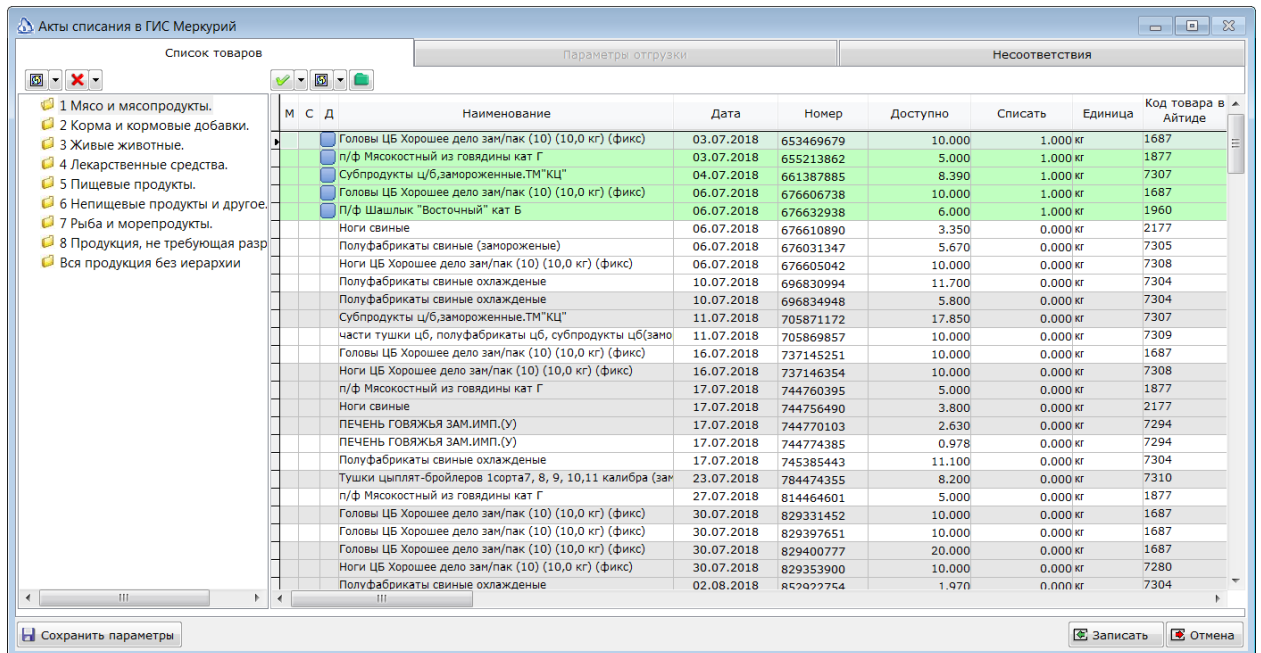 Акты списания в ГИС Меркурий
Список товаров
Параметры отгрузки
Несоответствия
1 Мясо и мясопродукты.
2 Корма и кормовые добавки.
3 Живые животные.
4 Лекарственные средства.
5 Пищевые продукты.
6 Непищевые продукты и другое.
7 Рыба и морепродукты.
8 Продукция, не требующая разр
Вся продукция без иерархии
М С Д Наименование Дата Номер Доступно Списать Единица Код товара в Айтиде
Головы ЦБ Хорошее дело зам/пак (10) (10,0 кг) (фикс) 03.07.2018 653469679 10.000 1.000 кг 1687
п/ф Мясокостный из говядины кат Г 03.07.2018 655213862 5.000 1.000 кг 1877
Субпродукты ц/б,замороженные.ТМ"КЦ" 04.07.2018 661387885 8.390 1.000 кг 7307
Головы ЦБ Хорошее дело зам/пак (10) (10,0 кг) (фикс) 06.07.2018 676606738 10.000 1.000 кг 1687
П/ф Шашлык "Восточный" кат Б 06.07.2018 676632938 6.000 1.000 кг 1960
Ноги свиные 06.07.2018 676610890 3.350 0.000 кг 2177
Полуфабрикаты свиные (замороженые) 06.07.2018 676031347 5.670 0.000 кг 7305
Ноги ЦБ Хорошее дело зам/пак (10) (10,0 кг) (фикс) 06.07.2018 676605042 10.000 0.000 кг 7308
Полуфабрикаты свиные охлажденые 10.07.2018 696830994 11.700 0.000 кг 7304
Полуфабрикаты свиные охлажденые 10.07.2018 696834948 5.800 0.000 кг 7304
Субпродукты ц/б,замороженные.ТМ"КЦ" 11.07.2018 705871172 17.850 0.000 кг 7307
части тушки цб, полуфабрикаты цб, субпродукты цб(замо 11.07.2018 705869857 10.000 0.000 кг 7309
Головы ЦБ Хорошее дело зам/пак (10) (10,0 кг) (фикс) 16.07.2018 737145251 10.000 0.000 кг 1687
Ноги ЦБ Хорошее дело зам/пак (10) (10,0 кг) (фикс) 16.07.2018 737146354 10.000 0.000 кг 7308
п/ф Мясокостный из говядины кат Г 17.07.2018 744760395 5.000 0.000 кг 1877
Ноги свиные 17.07.2018 744756490 3.800 0.000 кг 2177
ПЕЧЕНЬ ГОВЯЖЬЯ ЗАМ.ИМП.(У) 17.07.2018 744770103 2.630 0.000 кг 7294
ПЕЧЕНЬ ГОВЯЖЬЯ ЗАМ.ИМП.(У) 17.07.2018 744774385 0.978 0.000 кг 7294
Полуфабрикаты свиные охлажденые 17.07.2018 745385443 11.100 0.000 кг 7304
Тушки цыплят-бройлеров 1сорта7, 8, 9, 10,11 калибра (зам 23.07.2018 784474355 8.200 0.000 кг 7310
п/ф Мясокостный из говядины кат Г 27.07.2018 814464601 5.000 0.000 кг 1877
Головы ЦБ Хорошее дело зам/пак (10) (10,0 кг) (фикс) 30.07.2018 829331452 10.000 0.000 кг 1687
Головы ЦБ Хорошее дело зам/пак (10) (10,0 кг) (фикс) 30.07.2018 829397651 10.000 0.000 кг 1687
Головы ЦБ Хорошее дело зам/пак (10) (10,0 кг) (фикс) 30.07.2018 829400777 20.000 0.000 кг 1687
Ноги ЦБ Хорошее дело зам/пак (10) (10,0 кг) (фикс) 30.07.2018 829353900 10.000 0.000 кг 7280
Полуфабрикаты свиные охлажденые 02.08.2018 852922754 1.970 0.000 кг 7304
Сохранить параметры
Записать
Отмена